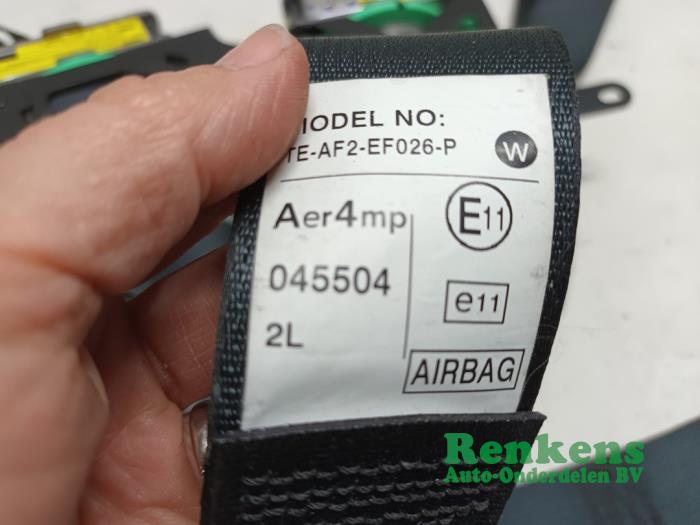 MODEL NO:
TE-AF2-EF026-P
W
Aer4mp
E11
045504
e11
2L
AIRBAG
Renkens
Auto-Onderdelen BV